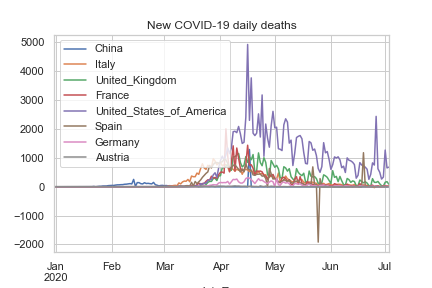 New COVID-19 daily deaths
5000
4000
3000
2000
1000
0
−1000
−2000
China
Italy
United_Kingdom
France
United_States_of_America
Spain
Germany
Austria
Jan
2020
Feb
Mar
Apr
May
Jun
Jul